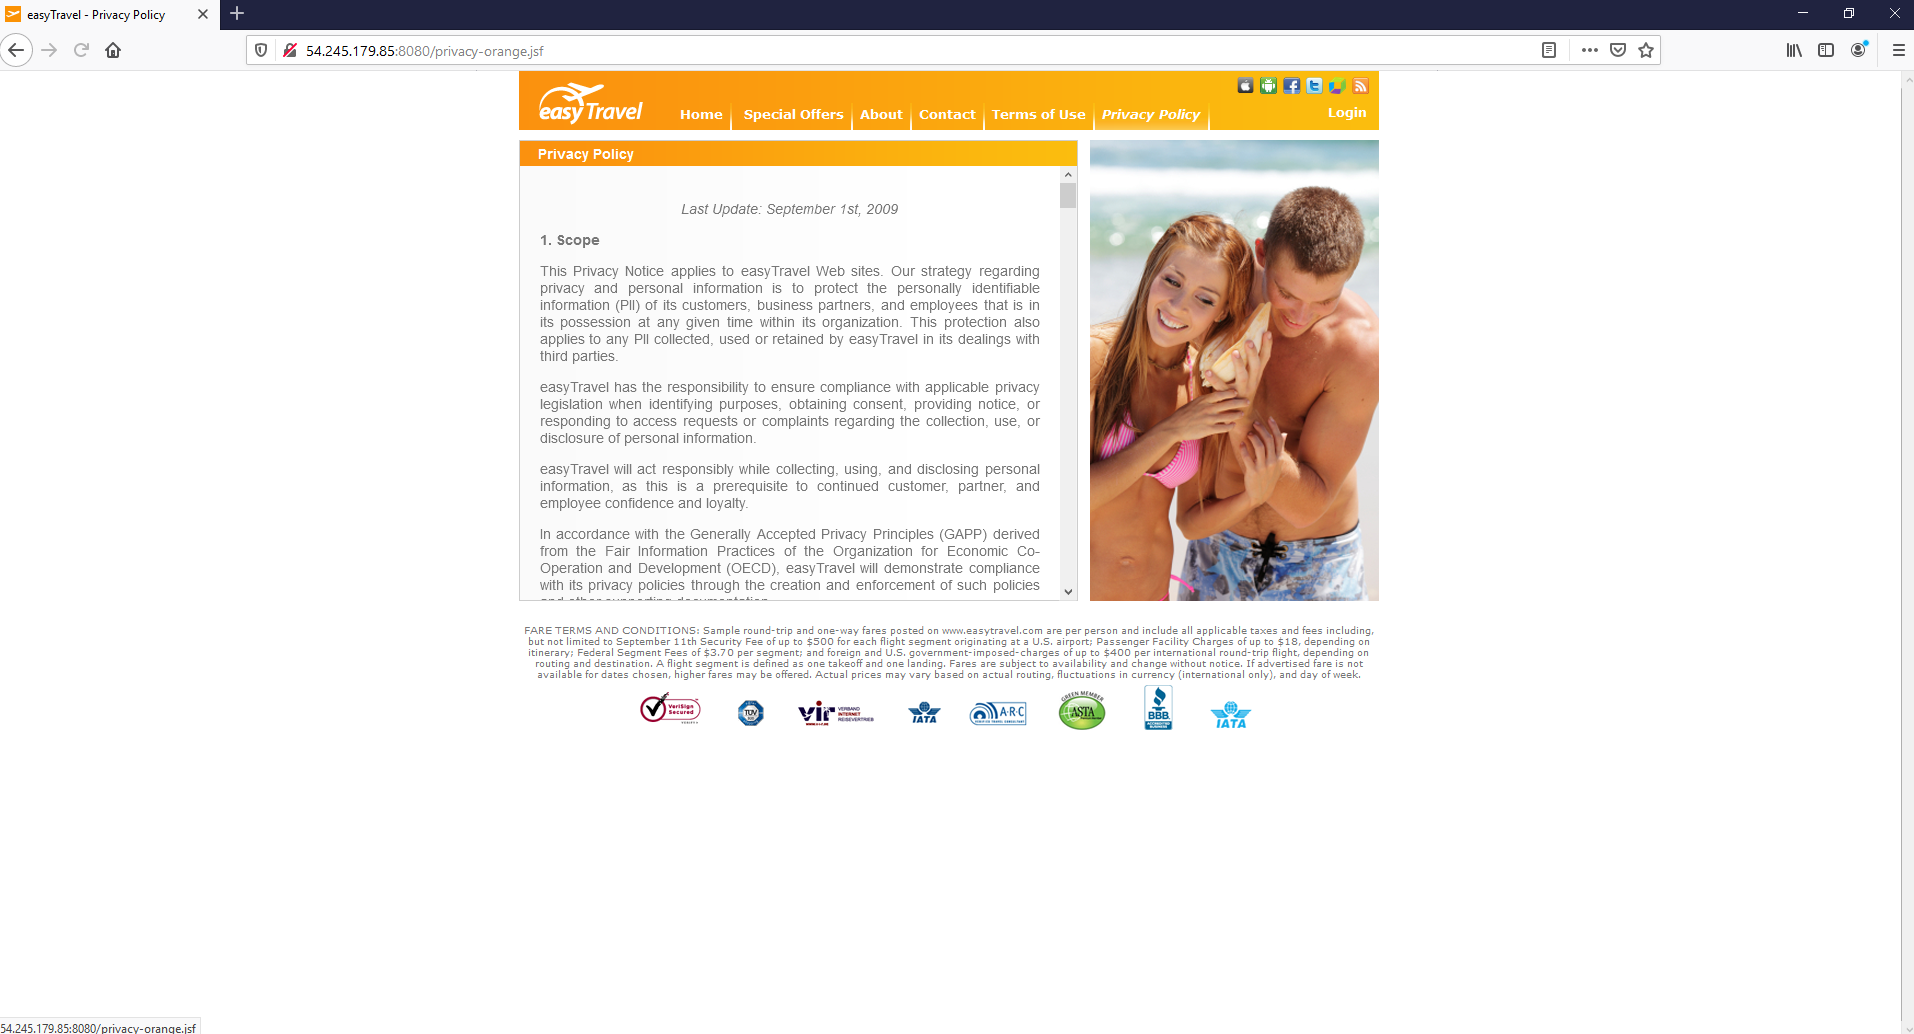 easyTravel - Privacy Policy
54.245.179.85:8080/privacy-orange.jsf
easyTravel
Home
Special Offers
About
Contact
Terms of Use
Privacy Policy
Login
Privacy Policy
Last Update: September 1st, 2009
1. Scope
This Privacy Notice applies to easyTravel Web sites. Our strategy regarding
privacy and personal information is to protect the personally identifiable
information (PII) of its customers, business partners, and employees that is in
its possession at any given time within its organization. This protection also
applies to any PII collected, used or retained by easyTravel in its dealings with
third parties.
easyTravel has the responsibility to ensure compliance with applicable privacy
legislation when identifying purposes, obtaining consent, providing notice, or
responding to access requests or complaints regarding the collection, use, or
disclosure of personal information.
easyTravel will act responsibly while collecting, using, and disclosing personal
information, as this is a prerequisite to continued customer, partner, and
employee confidence and loyalty.
In accordance with the Generally Accepted Privacy Principles (GAPP) derived
from the Fair Information Practices of the Organization for Economic Co-
Operation and Development (OECD), easyTravel will demonstrate compliance
with its privacy policies through the creation and enforcement of such policies
and other supporting documentation.
FARE TERMS AND CONDITIONS: Sample round-trip and one-way fares posted on www.easytravel.com are per person and include all applicable taxes and fees including,
but not limited to September 11th Security Fee of up to $500 for each flight segment originating at a U.S. airport; Passenger Facility Charges of up to $18, depending on
itinerary; Federal Segment Fees of $3.70 per segment; and foreign and U.S. government-imposed-charges of up to $400 per international round-trip flight, depending on
routing and destination. A flight segment is defined as one takeoff and one landing. Fares are subject to availability and change without notice. If advertised fare is not
available for dates chosen, higher fares may be offered. Actual prices may vary based on actual routing, fluctuations in currency (international only), and day of week.
VeriSign
Secured
TÜV
vir
VERBAND
INTERNET
REISEVERTRIEB
IATA
A·R·C
GREEN MEMBER
ASTA
BBB
ACCREDITED
BUSINESS
IATA
54.245.179.85:8080/privacy-orange.jsf